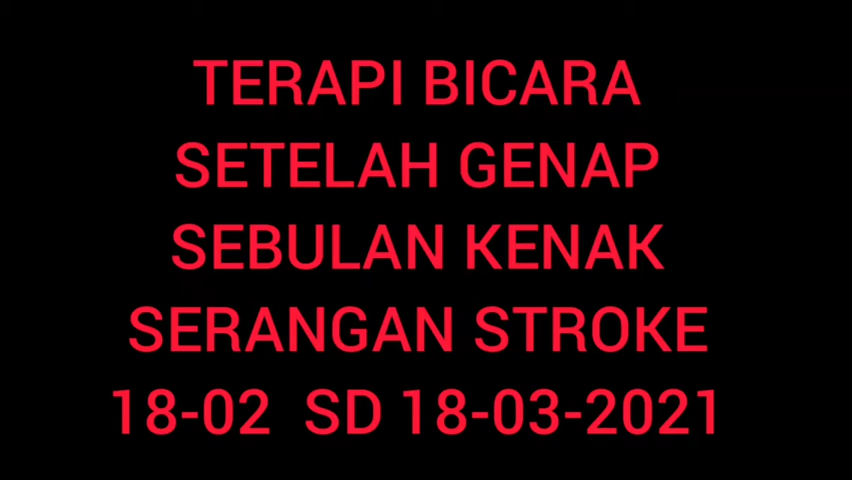 TERAPI BICARA
SETELAH GENAP
SEBULAN KENAK
SERANGAN STROKE
18-02 SD 18-03-2021